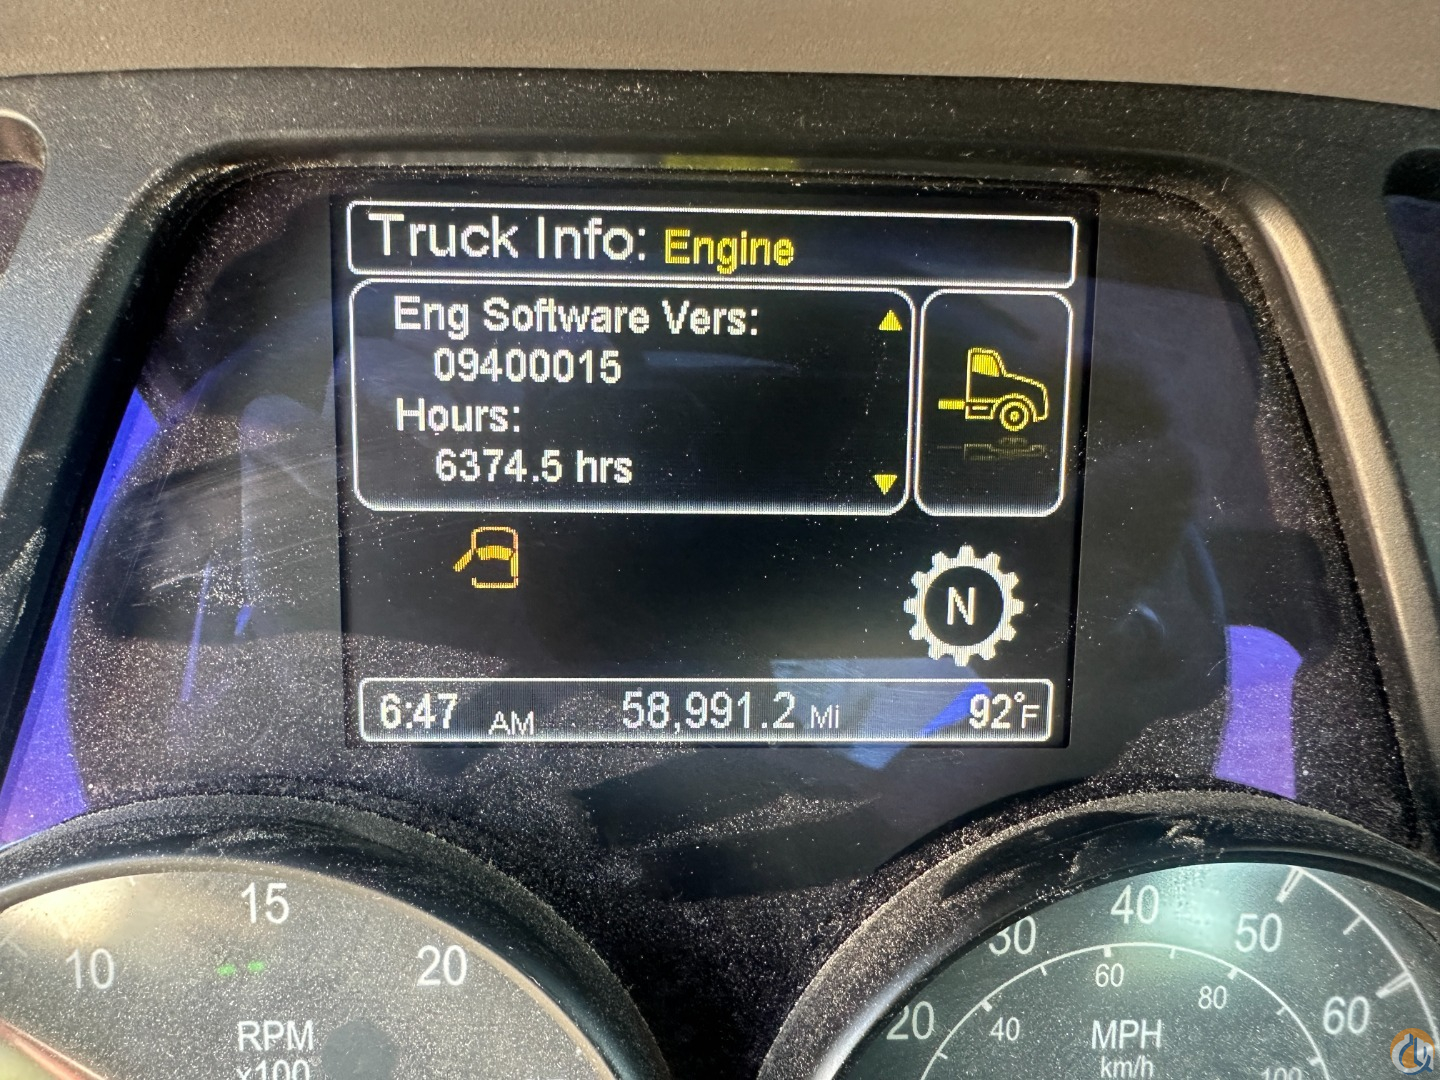 Truck Info: Engine
Eng Software Vers:
09400015
Hours:
6374.5 hrs
N
6:47 AM 58,991.2 Mi 92°F
10 15 20
RPM
x100
20 30 40 50 60
40 60 80 100
MPH
km/h